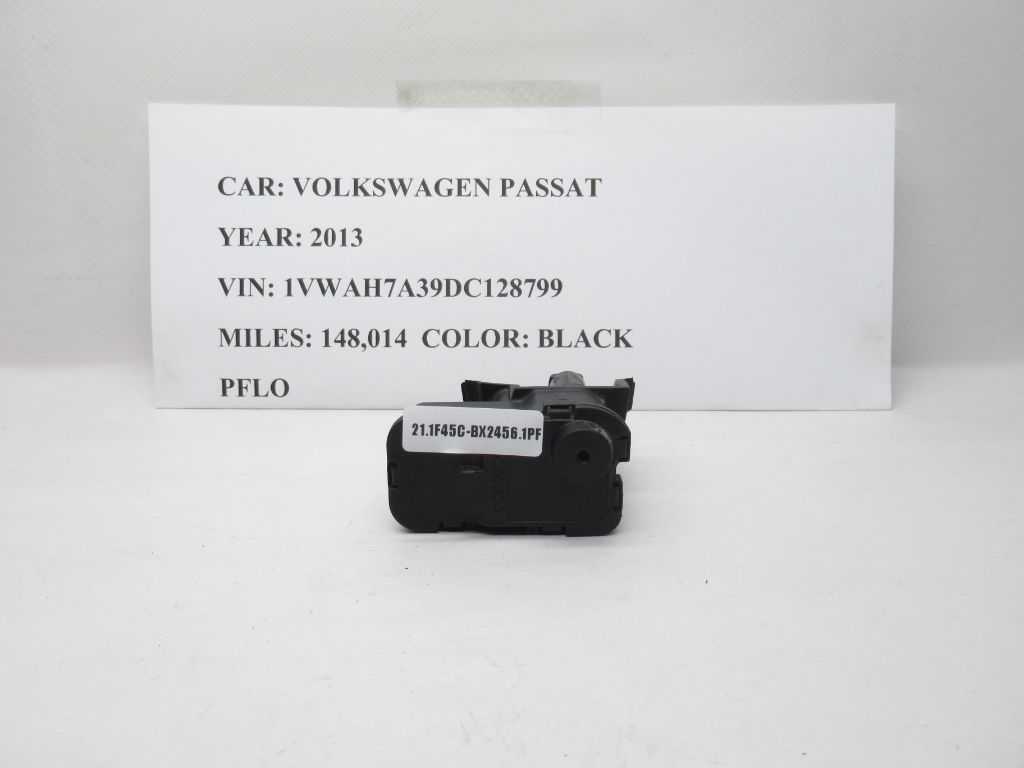 CAR: VOLKSWAGEN PASSAT
YEAR: 2013
VIN: 1VWAH7A39DC128799
MILES: 148,014 COLOR: BLACK
PFLO
21.1F45C-BX2456.1PF